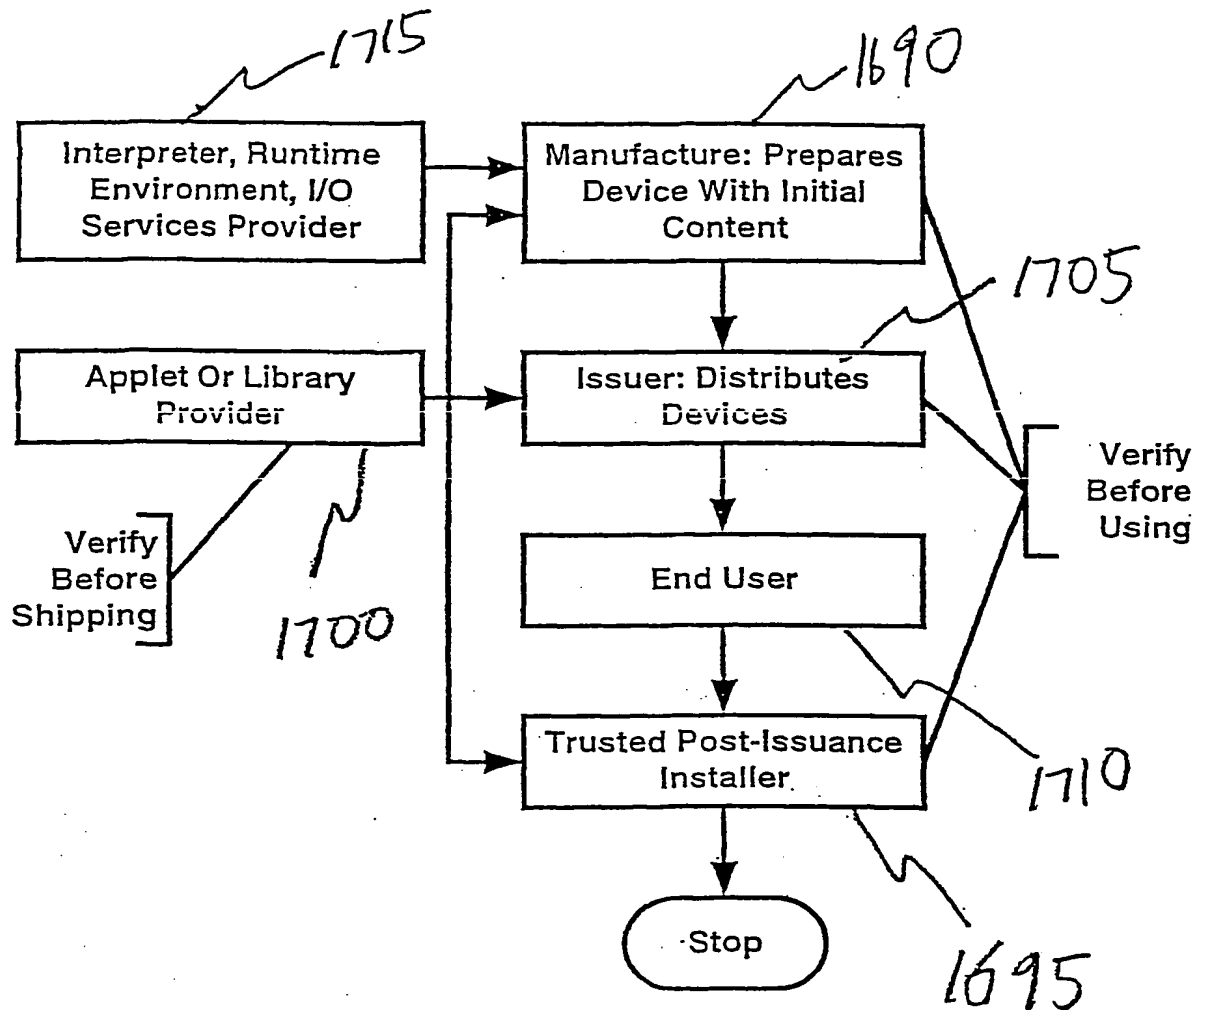 1715
1690
Interpreter, Runtime
Environment, I/O
Services Provider
Manufacture: Prepares
Device With Initial
Content
1705
Applet Or Library
Provider
Issuer: Distributes
Devices
Verify
Before
Using
Verify
Before
Shipping
1700
End User
1710
Trusted Post-Issuance
Installer
Stop
1695